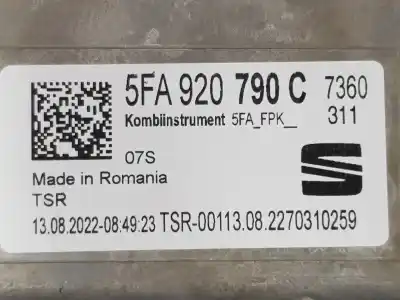 5FA 920 790 C 7360
Kombiinstrument 5FA_FPK__ 311
07S
Made in Romania
TSR
13.08.2022-08:49:23 TSR-00113.08.2270310259